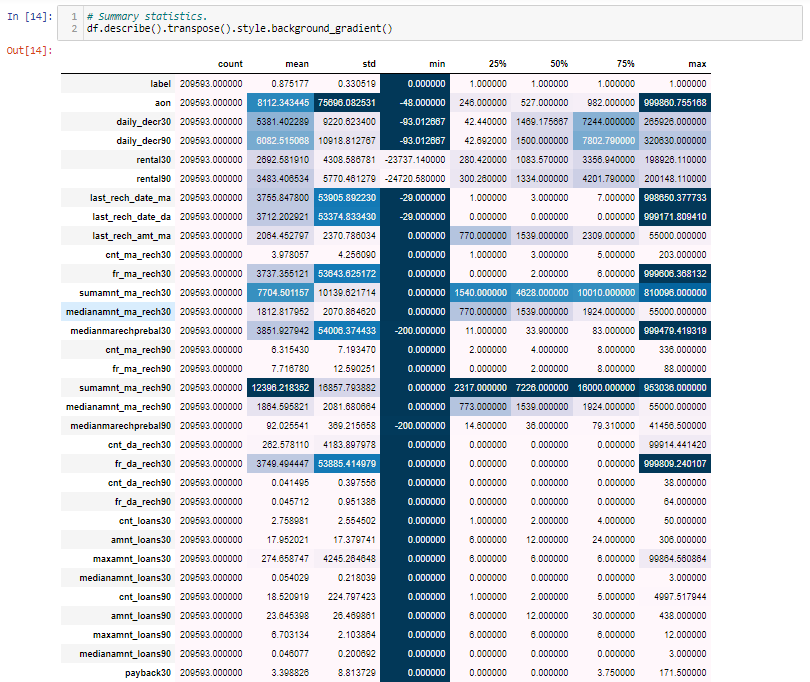 In [14]: 1 # Summary statistics.
2 df.describe().transpose().style.background_gradient()
Out[14]:
count mean std min 25% 50% 75% max
label 209593.000000 0.875177 0.330519 0.000000 1.000000 1.000000 1.000000 1.000000
aon 209593.000000 8112.343445 75696.082531 -48.000000 246.000000 527.000000 982.000000 999860.755168
daily_decr30 209593.000000 5381.402289 9220.623400 -93.012667 42.440000 1469.175667 7244.000000 265926.000000
daily_decr90 209593.000000 6082.515068 10918.812767 -93.012667 42.692000 1500.000000 7802.790000 320630.000000
rental30 209593.000000 2692.581910 4308.586781 -23737.140000 280.420000 1083.570000 3356.940000 198926.110000
rental90 209593.000000 3483.406534 5770.461279 -24720.580000 300.260000 1334.000000 4201.790000 200148.110000
last_rech_date_ma 209593.000000 3755.847800 53905.892230 -29.000000 1.000000 3.000000 7.000000 998650.377733
last_rech_date_da 209593.000000 3712.202921 53374.833430 -29.000000 0.000000 0.000000 0.000000 999171.809410
last_rech_amt_ma 209593.000000 2064.452797 2370.786034 0.000000 770.000000 1539.000000 2309.000000 55000.000000
cnt_ma_rech30 209593.000000 3.978057 4.256090 0.000000 1.000000 3.000000 5.000000 203.000000
fr_ma_rech30 209593.000000 3737.355121 53643.625172 0.000000 0.000000 2.000000 6.000000 999606.368132
sumamnt_ma_rech30 209593.000000 7704.501157 10139.621714 0.000000 1540.000000 4628.000000 10010.000000 810096.000000
medianamnt_ma_rech30 209593.000000 1812.817952 2070.864620 0.000000 770.000000 1539.000000 1924.000000 55000.000000
medianmarechprebal30 209593.000000 3851.927942 54006.374433 -200.000000 11.000000 33.900000 83.000000 999479.419319
cnt_ma_rech90 209593.000000 6.315430 7.193470 0.000000 2.000000 4.000000 8.000000 336.000000
fr_ma_rech90 209593.000000 7.716780 12.590251 0.000000 0.000000 2.000000 8.000000 88.000000
sumamnt_ma_rech90 209593.000000 12396.218352 16857.793882 0.000000 2317.000000 7226.000000 16000.000000 953036.000000
medianamnt_ma_rech90 209593.000000 1864.595821 2081.680664 0.000000 773.000000 1539.000000 1924.000000 55000.000000
medianmarechprebal90 209593.000000 92.025541 369.215658 -200.000000 14.600000 36.000000 79.310000 41456.500000
cnt_da_rech30 209593.000000 262.578110 4183.897978 0.000000 0.000000 0.000000 0.000000 99914.441420
fr_da_rech30 209593.000000 3749.494447 53885.414979 0.000000 0.000000 0.000000 0.000000 999809.240107
cnt_da_rech90 209593.000000 0.041495 0.397556 0.000000 0.000000 0.000000 0.000000 38.000000
fr_da_rech90 209593.000000 0.045712 0.951386 0.000000 0.000000 0.000000 0.000000 64.000000
cnt_loans30 209593.000000 2.758981 2.554502 0.000000 1.000000 2.000000 4.000000 50.000000
amnt_loans30 209593.000000 17.952021 17.379741 0.000000 6.000000 12.000000 24.000000 306.000000
maxamnt_loans30 209593.000000 274.658747 4245.264648 0.000000 6.000000 6.000000 6.000000 99864.560864
medianamnt_loans30 209593.000000 0.054029 0.218039 0.000000 0.000000 0.000000 0.000000 3.000000
cnt_loans90 209593.000000 18.520919 224.797423 0.000000 1.000000 2.000000 5.000000 4997.517944
amnt_loans90 209593.000000 23.645398 26.469861 0.000000 6.000000 12.000000 30.000000 438.000000
maxamnt_loans90 209593.000000 6.703134 2.103864 0.000000 6.000000 6.000000 6.000000 12.000000
medianamnt_loans90 209593.000000 0.046077 0.200692 0.000000 0.000000 0.000000 0.000000 3.000000
payback30 209593.000000 3.398826 8.813729 0.000000 0.000000 0.000000 3.750000 171.500000